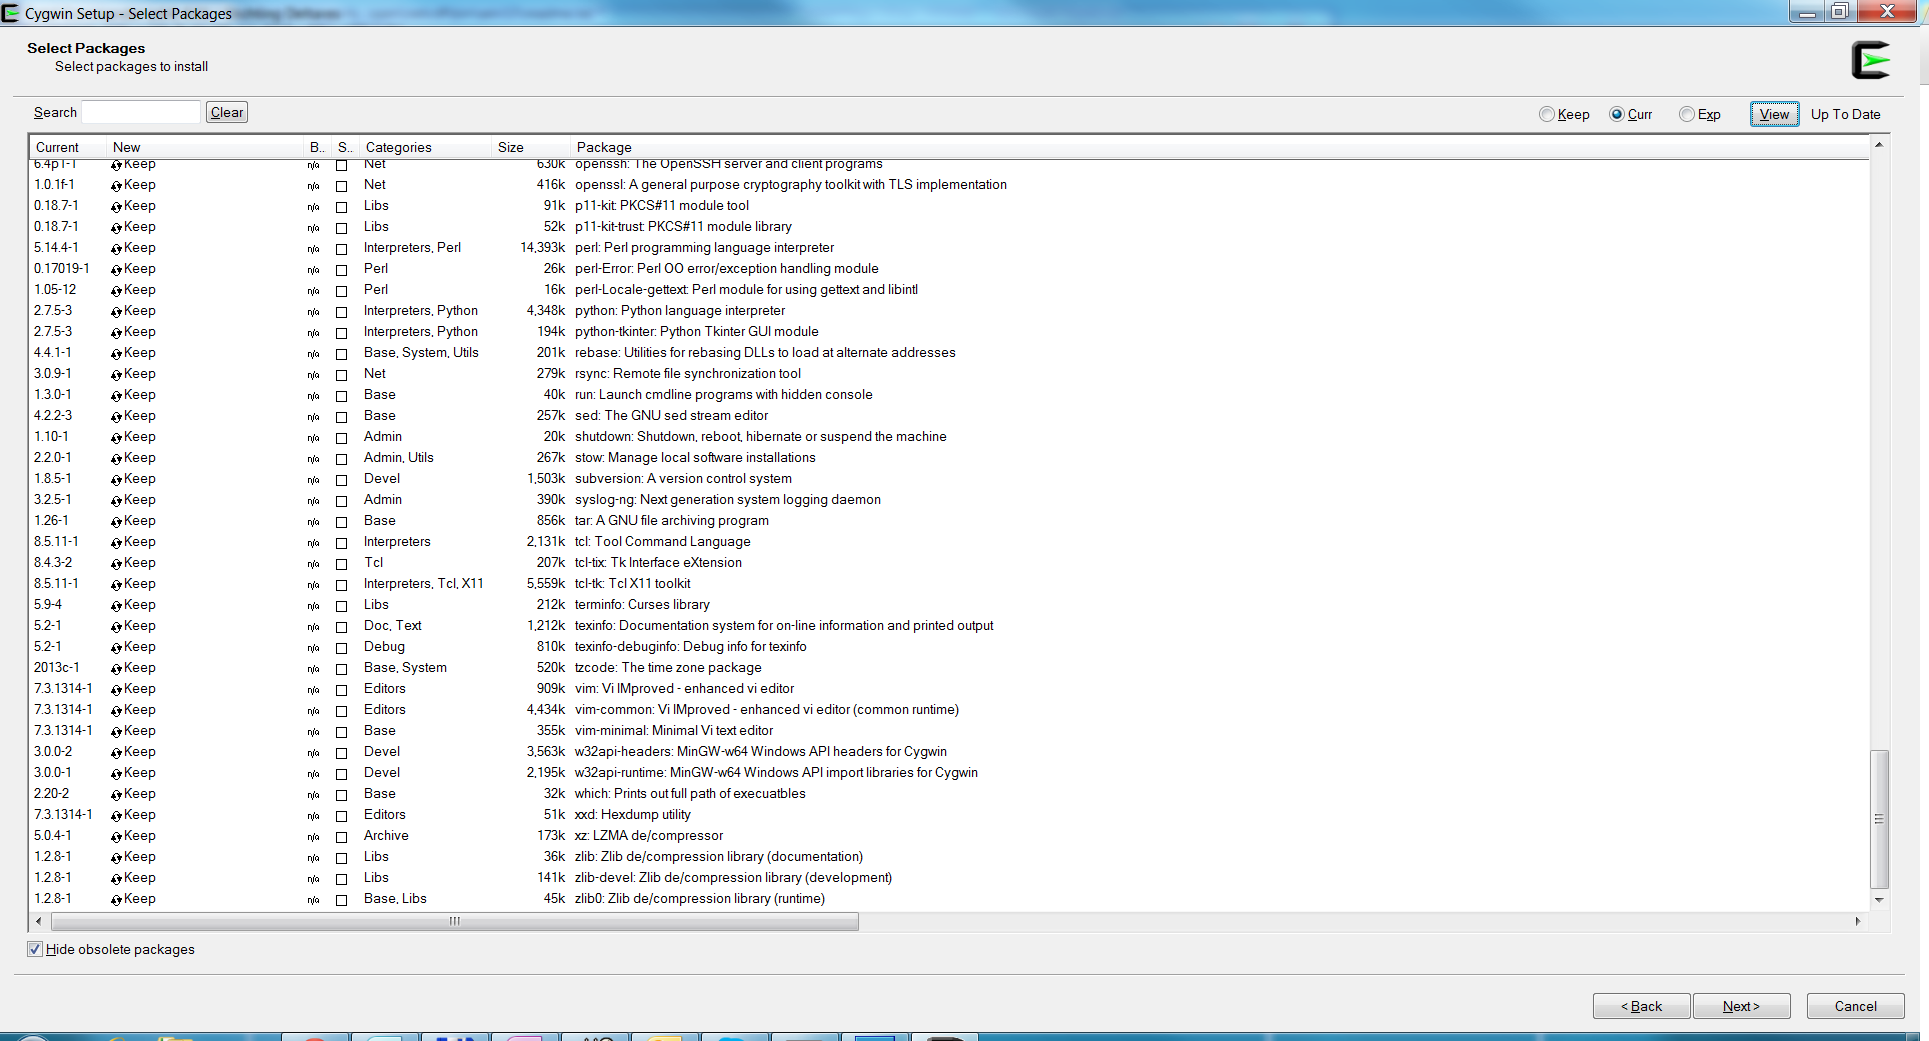 Cygwin Setup - Select Packages
Select Packages
Select packages to install
Search Clear Keep Curr Exp View Up To Date
Current New B.. S.. Categories Size Package
6.4p1-1 Keep n/a Net 630k openssh: The OpenSSH server and client programs
1.0.1f-1 Keep n/a Net 416k openssl: A general purpose cryptography toolkit with TLS implementation
0.18.7-1 Keep n/a Libs 91k p11-kit: PKCS#11 module tool
0.18.7-1 Keep n/a Libs 52k p11-kit-trust: PKCS#11 module library
5.14.4-1 Keep n/a Interpreters, Perl 14,393k perl: Perl programming language interpreter
0.17019-1 Keep n/a Perl 26k perl-Error: Perl OO error/exception handling module
1.05-12 Keep n/a Perl 16k perl-Locale-gettext: Perl module for using gettext and libintl
2.7.5-3 Keep n/a Interpreters, Python 4,348k python: Python language interpreter
2.7.5-3 Keep n/a Interpreters, Python 194k python-tkinter: Python Tkinter GUI module
4.4.1-1 Keep n/a Base, System, Utils 201k rebase: Utilities for rebasing DLLs to load at alternate addresses
3.0.9-1 Keep n/a Net 279k rsync: Remote file synchronization tool
1.3.0-1 Keep n/a Base 40k run: Launch cmdline programs with hidden console
4.2.2-3 Keep n/a Base 257k sed: The GNU sed stream editor
1.10-1 Keep n/a Admin 20k shutdown: Shutdown, reboot, hibernate or suspend the machine
2.2.0-1 Keep n/a Admin, Utils 267k stow: Manage local software installations
1.8.5-1 Keep n/a Devel 1,503k subversion: A version control system
3.2.5-1 Keep n/a Admin 390k syslog-ng: Next generation system logging daemon
1.26-1 Keep n/a Base 856k tar: A GNU file archiving program
8.5.11-1 Keep n/a Interpreters 2,131k tcl: Tool Command Language
8.4.3-2 Keep n/a Tcl 207k tcl-tix: Tk Interface eXtension
8.5.11-1 Keep n/a Interpreters, Tcl, X11 5,559k tcl-tk: Tcl X11 toolkit
5.9-4 Keep n/a Libs 212k terminfo: Curses library
5.2-1 Keep n/a Doc, Text 1,212k texinfo: Documentation system for on-line information and printed output
5.2-1 Keep n/a Debug 810k texinfo-debuginfo: Debug info for texinfo
2013c-1 Keep n/a Base, System 520k tzcode: The time zone package
7.3.1314-1 Keep n/a Editors 909k vim: Vi IMproved - enhanced vi editor
7.3.1314-1 Keep n/a Editors 4,434k vim-common: Vi IMproved - enhanced vi editor (common runtime)
7.3.1314-1 Keep n/a Base 355k vim-minimal: Minimal Vi text editor
3.0.0-2 Keep n/a Devel 3,563k w32api-headers: MinGW-w64 Windows API headers for Cygwin
3.0.0-1 Keep n/a Devel 2,195k w32api-runtime: MinGW-w64 Windows API import libraries for Cygwin
2.20-2 Keep n/a Base 32k which: Prints out full path of execuatbles
7.3.1314-1 Keep n/a Editors 51k xxd: Hexdump utility
5.0.4-1 Keep n/a Archive 173k xz: LZMA de/compressor
1.2.8-1 Keep n/a Libs 36k zlib: Zlib de/compression library (documentation)
1.2.8-1 Keep n/a Libs 141k zlib-devel: Zlib de/compression library (development)
1.2.8-1 Keep n/a Base, Libs 45k zlib0: Zlib de/compression library (runtime)
Hide obsolete packages
< Back Next > Cancel